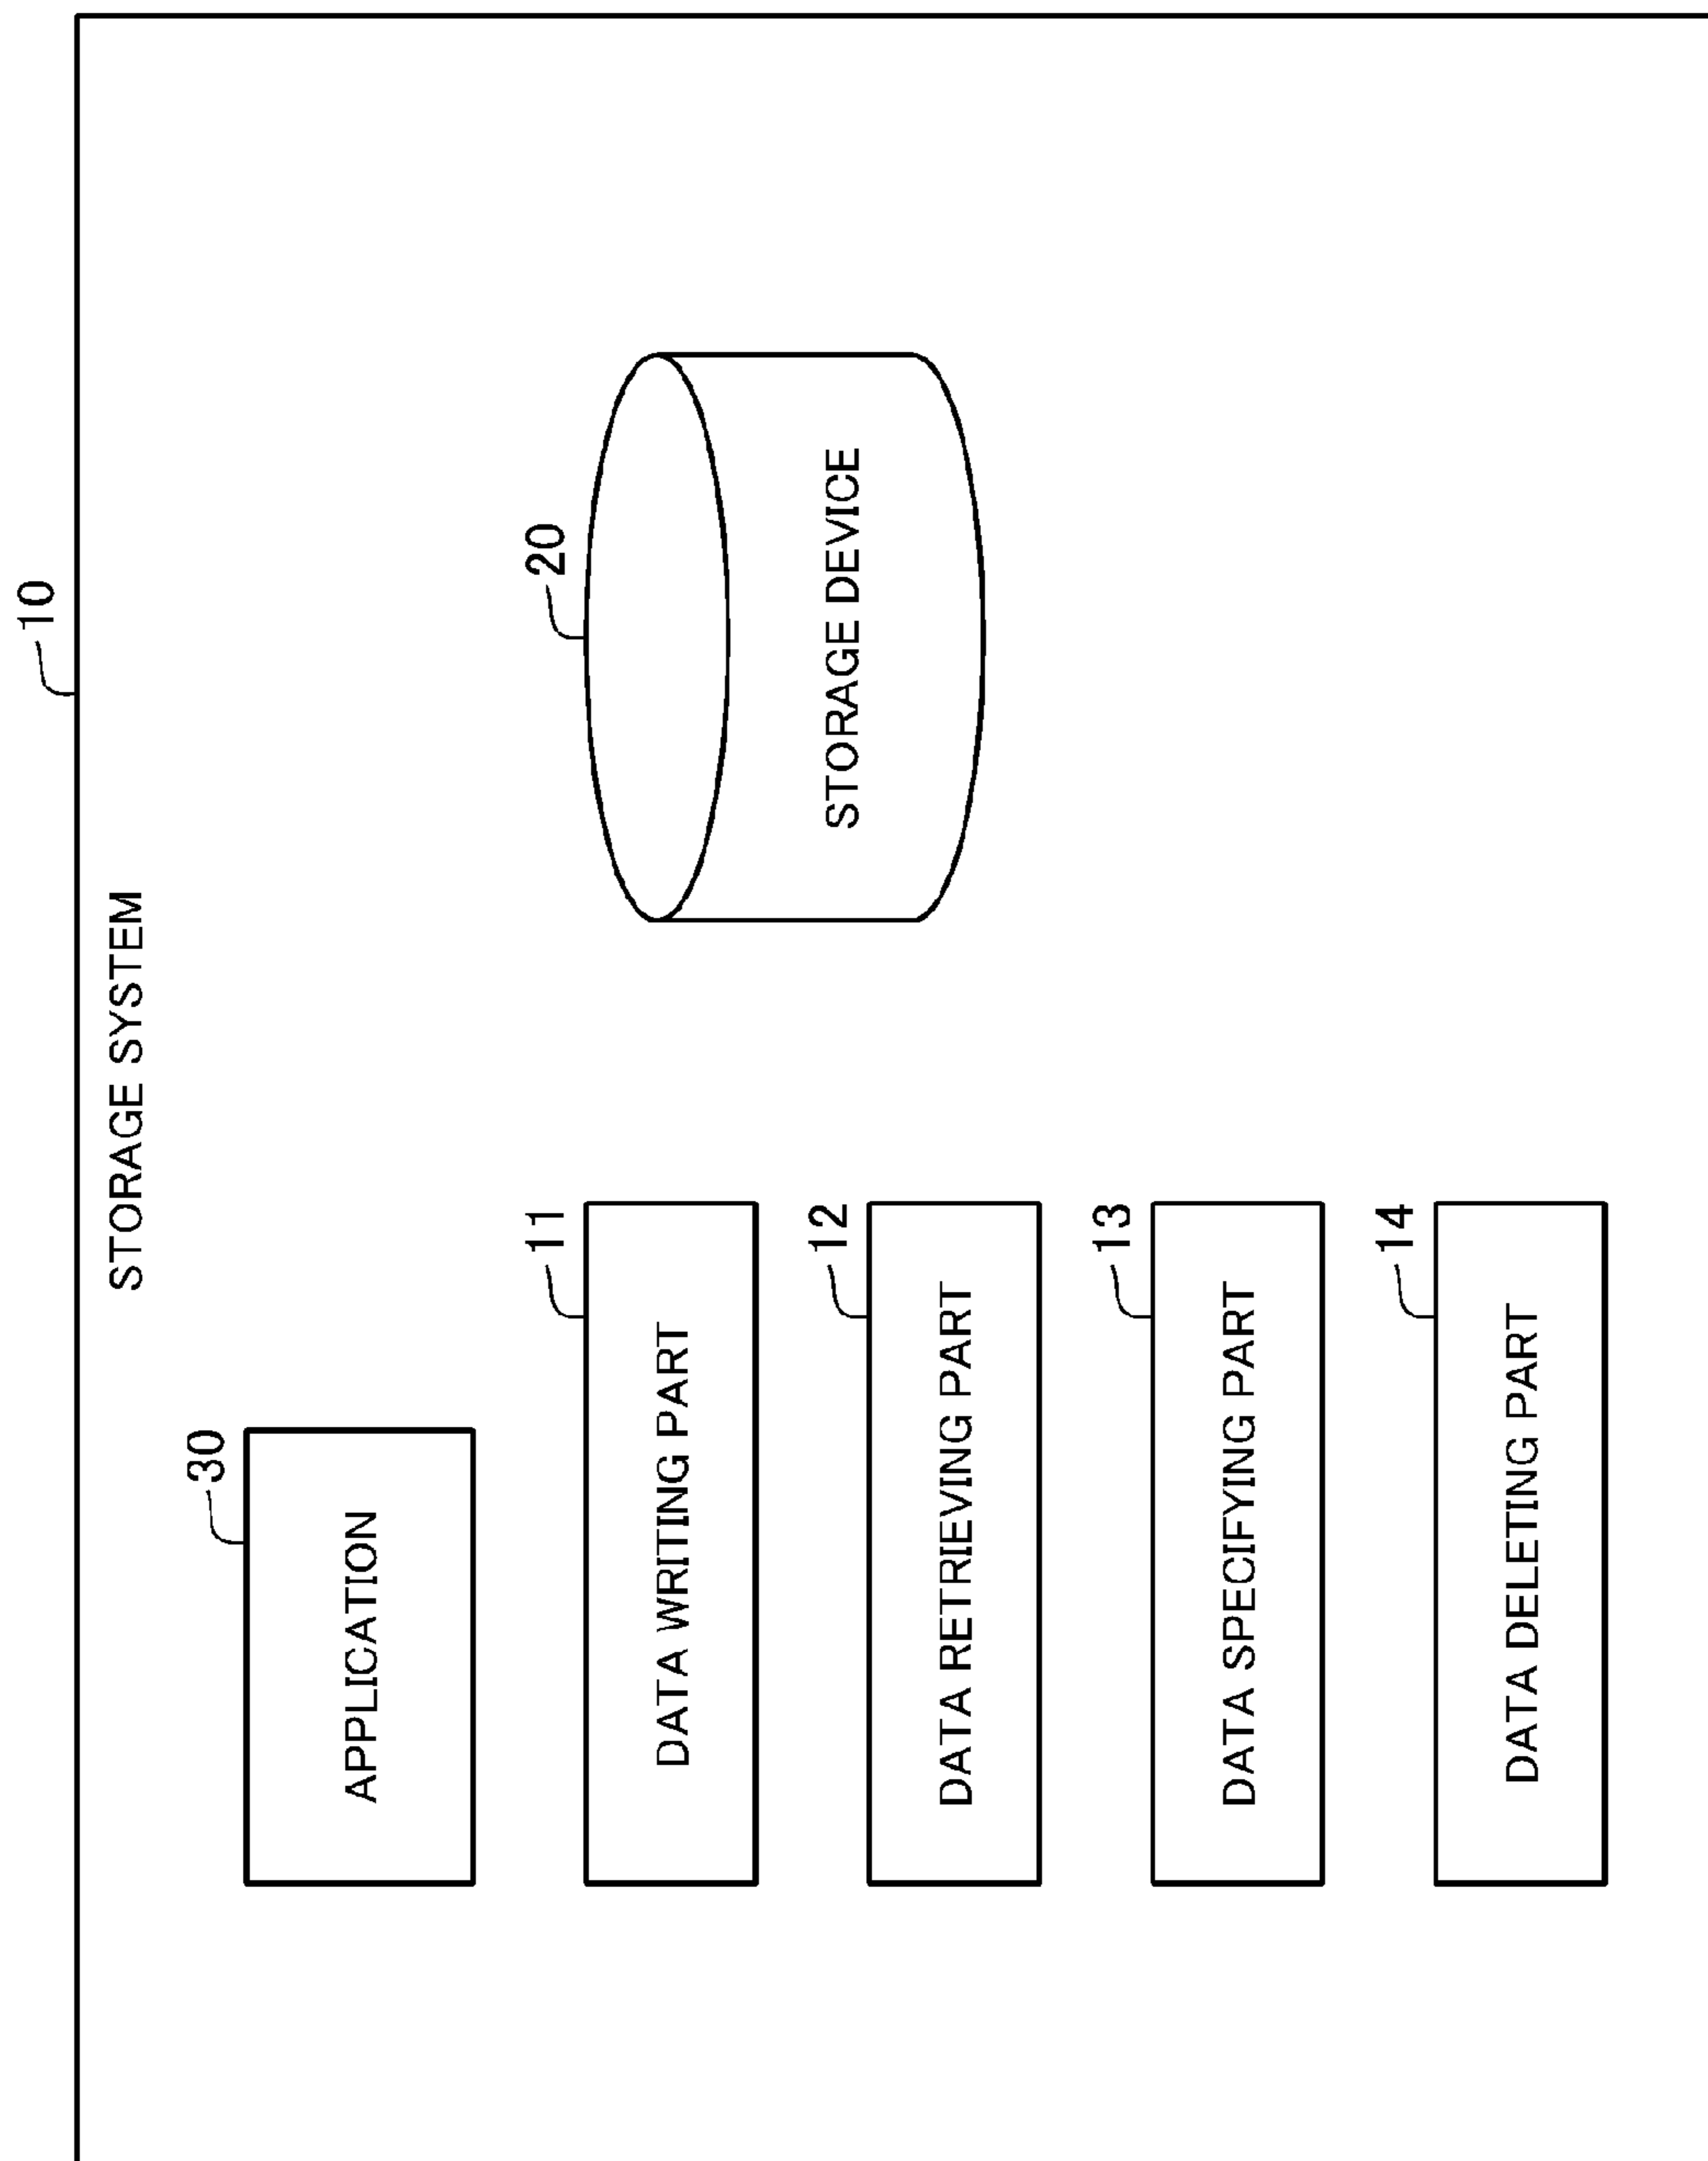 10
STORAGE SYSTEM
30
APPLICATION
11
DATA WRITING PART
20
STORAGE DEVICE
12
DATA RETRIEVING PART
13
DATA SPECIFYING PART
14
DATA DELETING PART